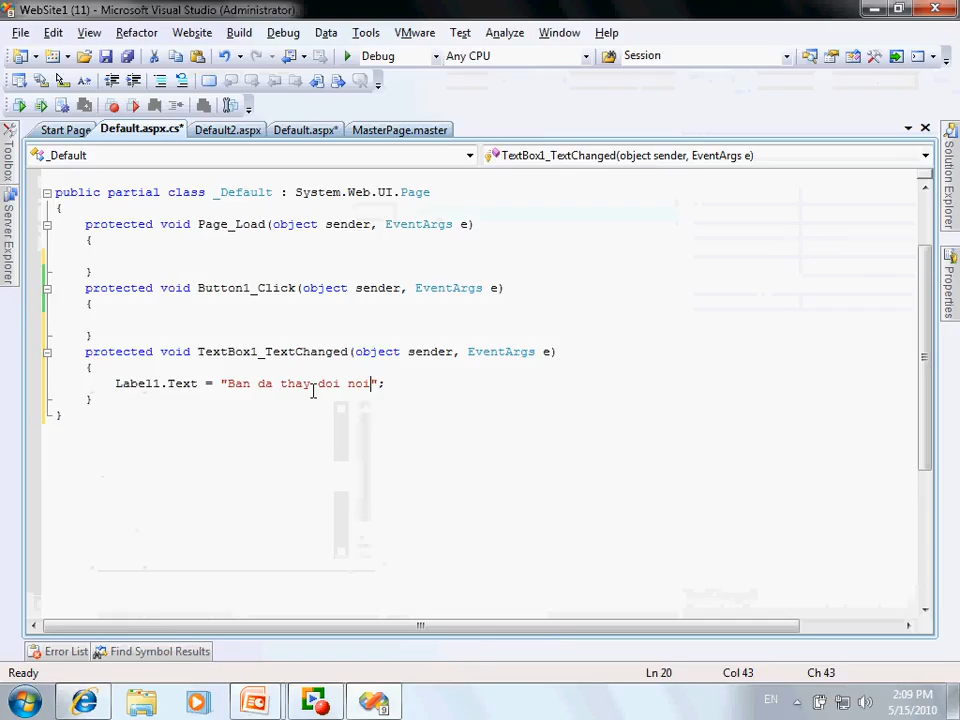 WebSite1 (11) - Microsoft Visual Studio (Administrator)
File Edit View Refactor Website Build Debug Data Tools VMware Test Analyze Window Help
Debug Any CPU Session
Start Page Default.aspx.cs* Default2.aspx Default.aspx* MasterPage.master
_Default TextBox1_TextChanged(object sender, EventArgs e)
Toolbox
Server Explorer
Solution Explorer
Properties
public partial class _Default : System.Web.UI.Page
{
protected void Page_Load(object sender, EventArgs e)
{
}
protected void Button1_Click(object sender, EventArgs e)
{
}
protected void TextBox1_TextChanged(object sender, EventArgs e)
{
Label1.Text = "Ban da thay doi noi";
}
}
Error List Find Symbol Results
Ready Ln 20 Col 43 Ch 43
EN 2:09 PM
5/15/2010